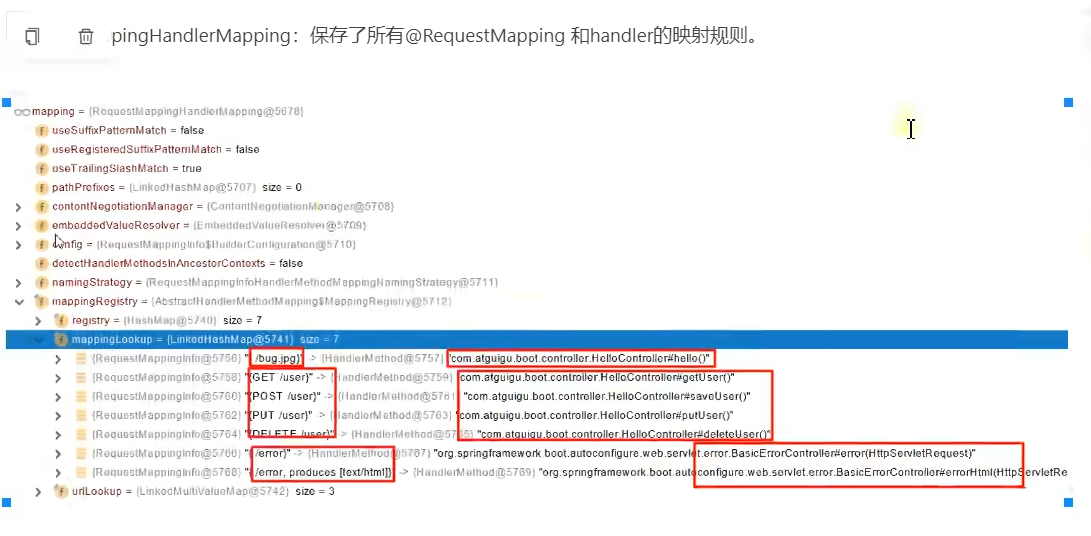 pingHandlerMapping：保存了所有@RequestMapping 和handler的映射规则。
mapping = {RequestMappingHandlerMapping@5678}
useSuffixPatternMatch = false
useRegisteredSuffixPatternMatch = false
useTrailingSlashMatch = true
pathPrefixes = {LinkedHashMap@5707} size = 0
contentNegotiationManager = {ContentNegotiationManager@5708}
embeddedValueResolver = {EmbeddedValueResolver@5709}
config = {RequestMappingInfo$BuilderConfiguration@5710}
detectHandlerMethodsInAncestorContexts = false
namingStrategy = {RequestMappingInfoHandlerMethodMappingNamingStrategy@5711}
mappingRegistry = {AbstractHandlerMethodMapping$MappingRegistry@5712}
registry = {HashMap@5740} size = 7
mappingLookup = {LinkedHashMap@5741} size = 7
{RequestMappingInfo@5756} "{ /bug.jpg}" -> {HandlerMethod@5757} "com.atguigu.boot.controller.HelloController#hello()"
{RequestMappingInfo@5758} "{GET /user}" -> {HandlerMethod@5759} "com.atguigu.boot.controller.HelloController#getUser()"
{RequestMappingInfo@5760} "{POST /user}" -> {HandlerMethod@5761} "com.atguigu.boot.controller.HelloController#saveUser()"
{RequestMappingInfo@5762} "{PUT /user}" -> {HandlerMethod@5763} "com.atguigu.boot.controller.HelloController#putUser()"
{RequestMappingInfo@5764} "{DELETE /user}" -> {HandlerMethod@5765} "com.atguigu.boot.controller.HelloController#deleteUser()"
{RequestMappingInfo@5766} "{ /error}" -> {HandlerMethod@5767} "org.springframework.boot.autoconfigure.web.servlet.error.BasicErrorController#error(HttpServletRequest)"
{RequestMappingInfo@5768} "{ /error, produces [text/html]}" -> {HandlerMethod@5769} "org.springframework.boot.autoconfigure.web.servlet.error.BasicErrorController#errorHtml(HttpServletRe
urlLookup = {LinkedMultiValueMap@5742} size = 3